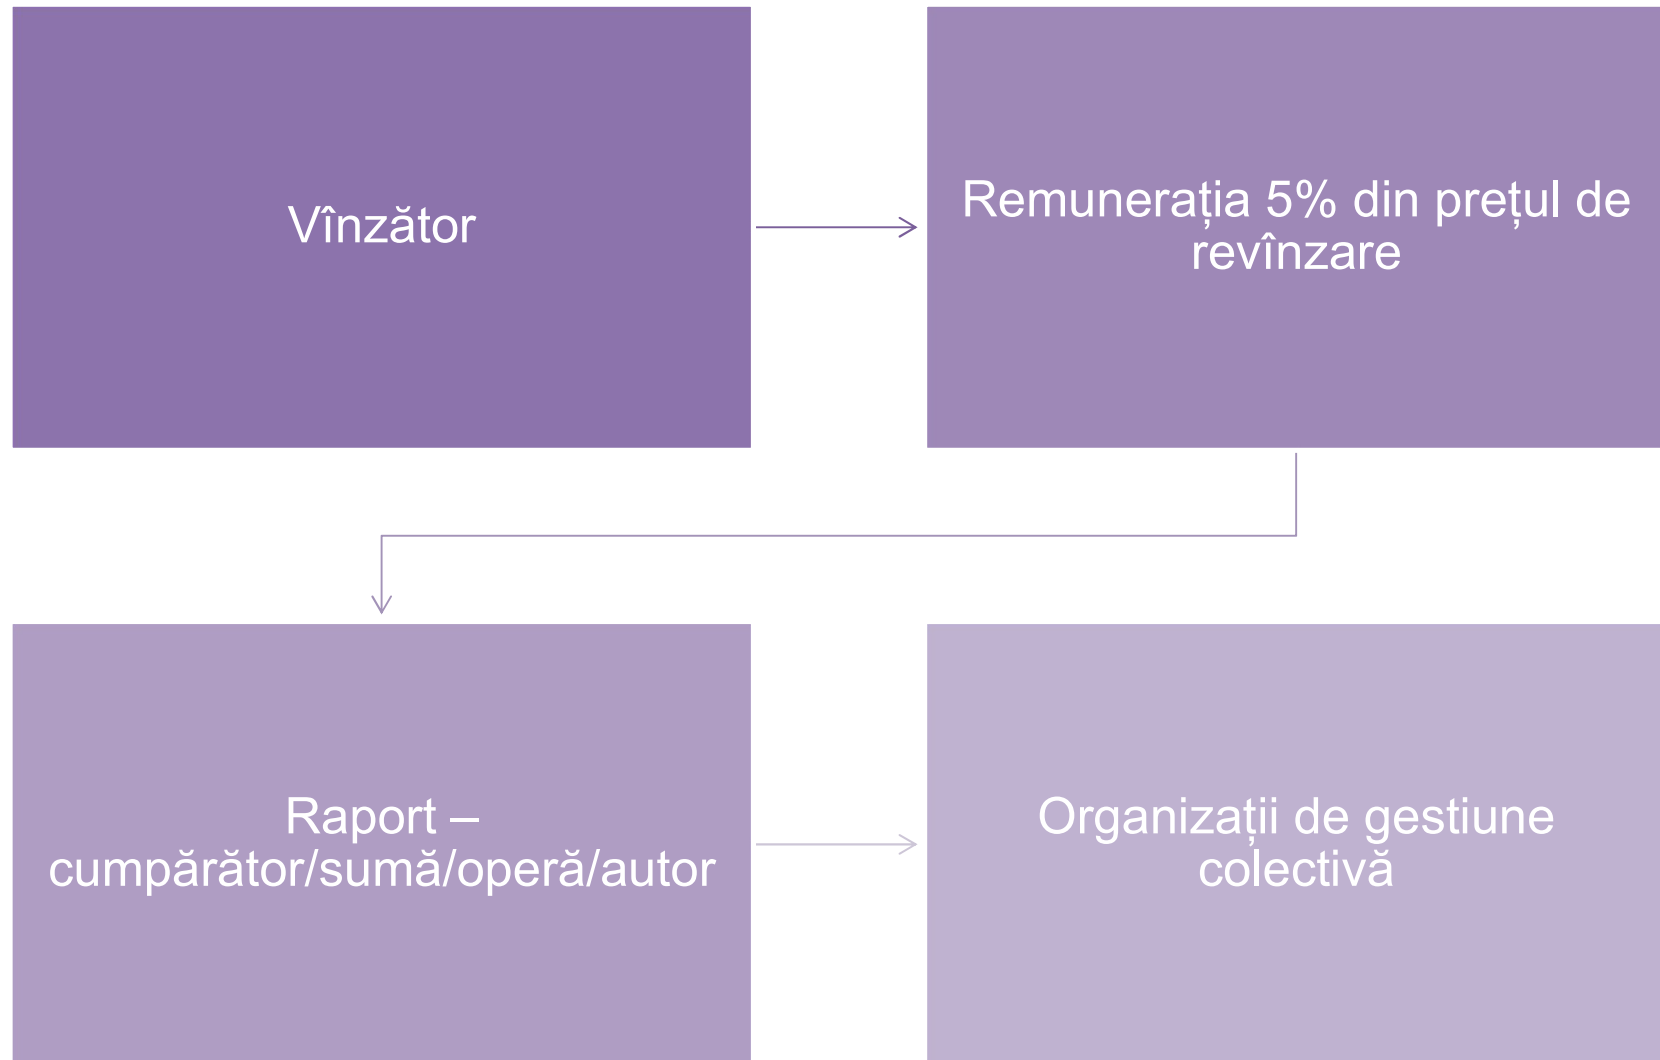 Vînzător
Remunerația 5% din prețul de
revînzare
Raport –
cumpărător/sumă/operă/autor
Organizații de gestiune
colectivă